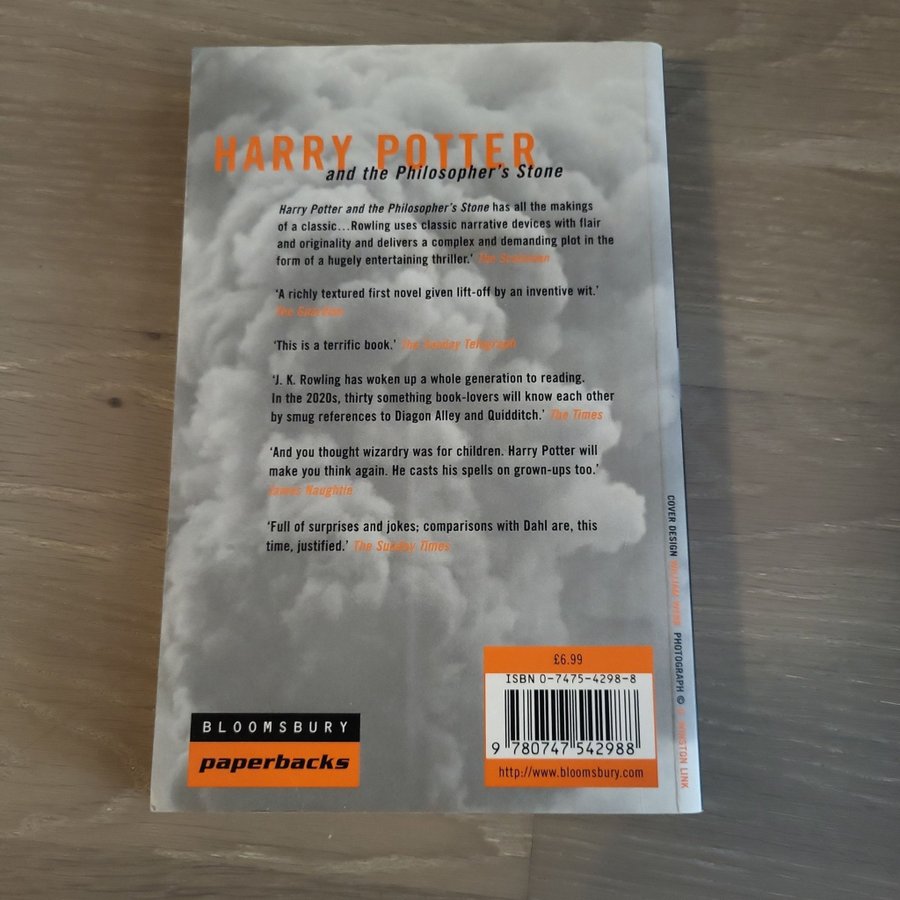 HARRY POTTER
and the Philosopher's Stone
Harry Potter and the Philosopher's Stone has all the makings
of a classic...Rowling uses classic narrative devices with flair
and originality and delivers a complex and demanding plot in the
form of a hugely entertaining thriller.' The Scotsman
'A richly textured first novel given lift-off by an inventive wit.'
The Guardian
'This is a terrific book.' The Sunday Telegraph
'J. K. Rowling has woken up a whole generation to reading.
In the 2020s, thirty something book-lovers will know each other
by smug references to Diagon Alley and Quidditch.' The Times
'And you thought wizardry was for children. Harry Potter will
make you think again. He casts his spells on grown-ups too.'
James Naughtie
'Full of surprises and jokes; comparisons with Dahl are, this
time, justified.' The Sunday Times
COVER DESIGN WILLIAM WEBB PHOTOGRAPH © O. WINSTON LINK
£6.99
ISBN 0-7475-4298-8
9 780747 542988
http://www.bloomsbury.com
BLOOMSBURY
paperbacks